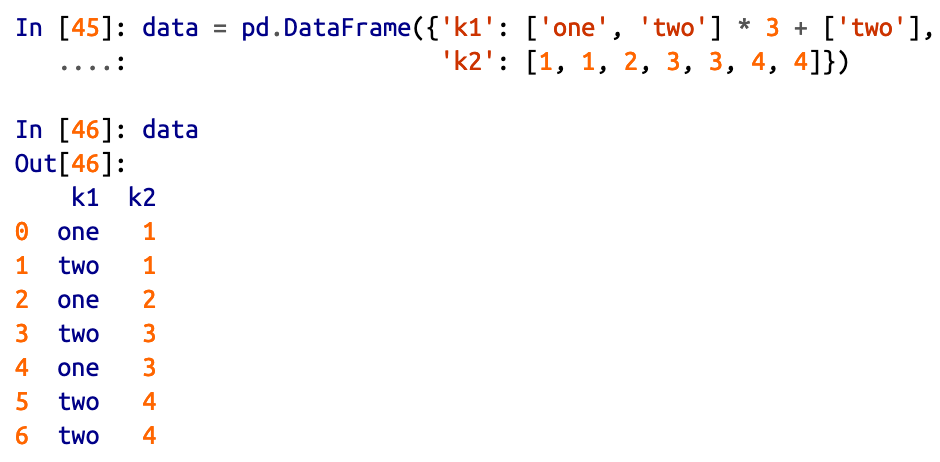 In [45]: data = pd.DataFrame({'k1': ['one', 'two'] * 3 + ['two'],
   ....:                      'k2': [1, 1, 2, 3, 3, 4, 4]})
In [46]: data
Out[46]:
    k1  k2
0  one   1
1  two   1
2  one   2
3  two   3
4  one   3
5  two   4
6  two   4